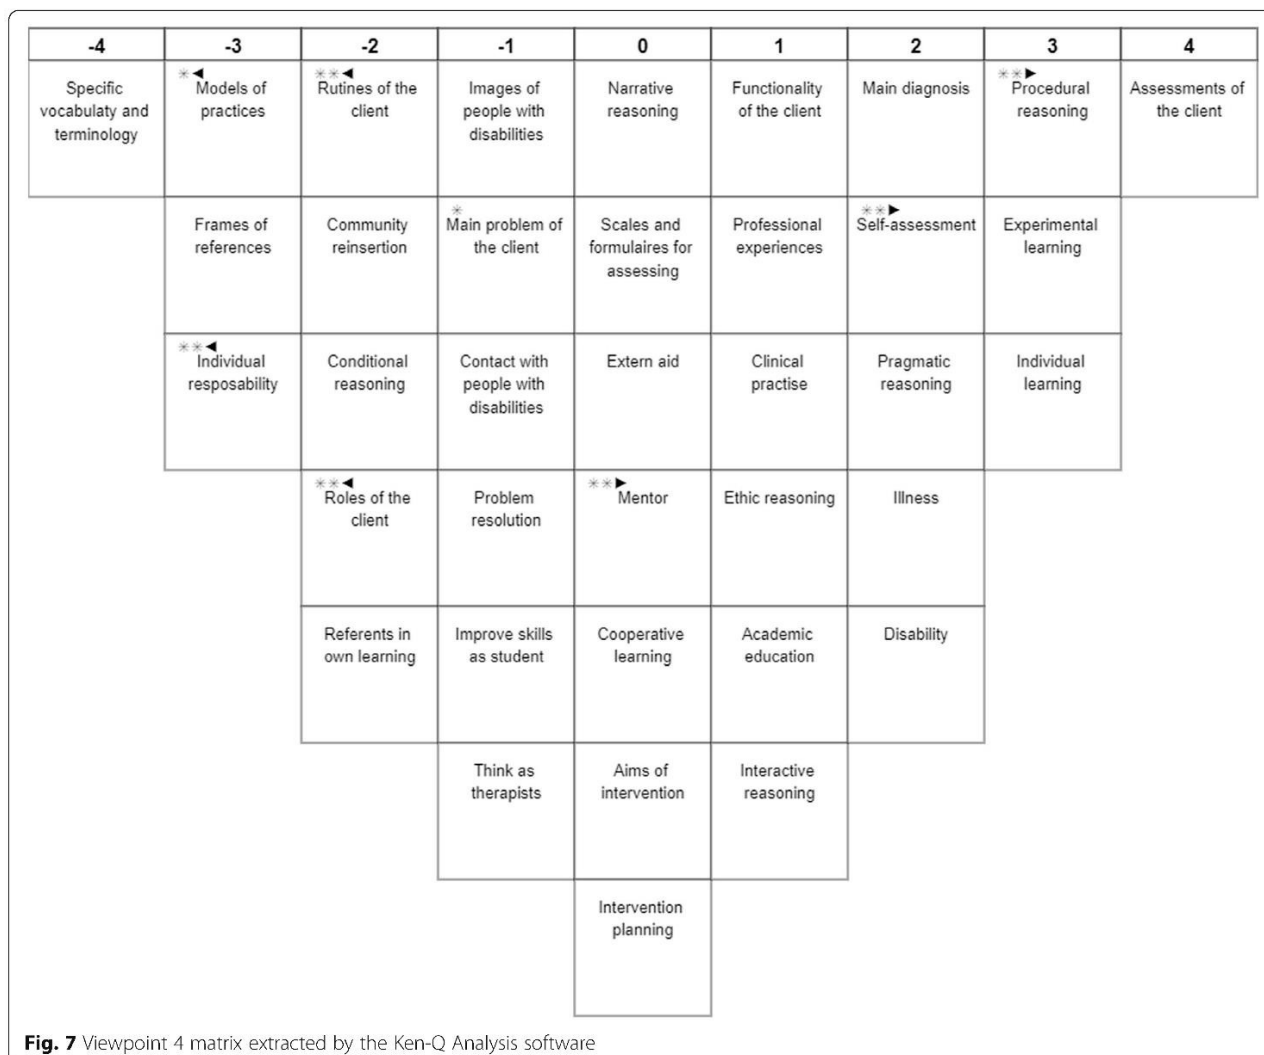 -4 -3 -2 -1 0 1 2 3 4
Specific vocabulaty and terminology
✳◄ Models of practices
✳✳◄ Rutines of the client
Images of people with disabilities
Narrative reasoning
Functionality of the client
Main diagnosis
✳✳► Procedural reasoning
Assessments of the client
Frames of references
Community reinsertion
✳ Main problem of the client
Scales and formulaires for assessing
Professional experiences
✳✳► Self-assessment
Experimental learning
✳✳◄ Individual resposability
Conditional reasoning
Contact with people with disabilities
Extern aid
Clinical practise
Pragmatic reasoning
Individual learning
✳✳◄ Roles of the client
Problem resolution
✳✳► Mentor
Ethic reasoning
Illness
Referents in own learning
Improve skills as student
Cooperative learning
Academic education
Disability
Think as therapists
Aims of intervention
Interactive reasoning
Intervention planning
Fig. 7 Viewpoint 4 matrix extracted by the Ken-Q Analysis software